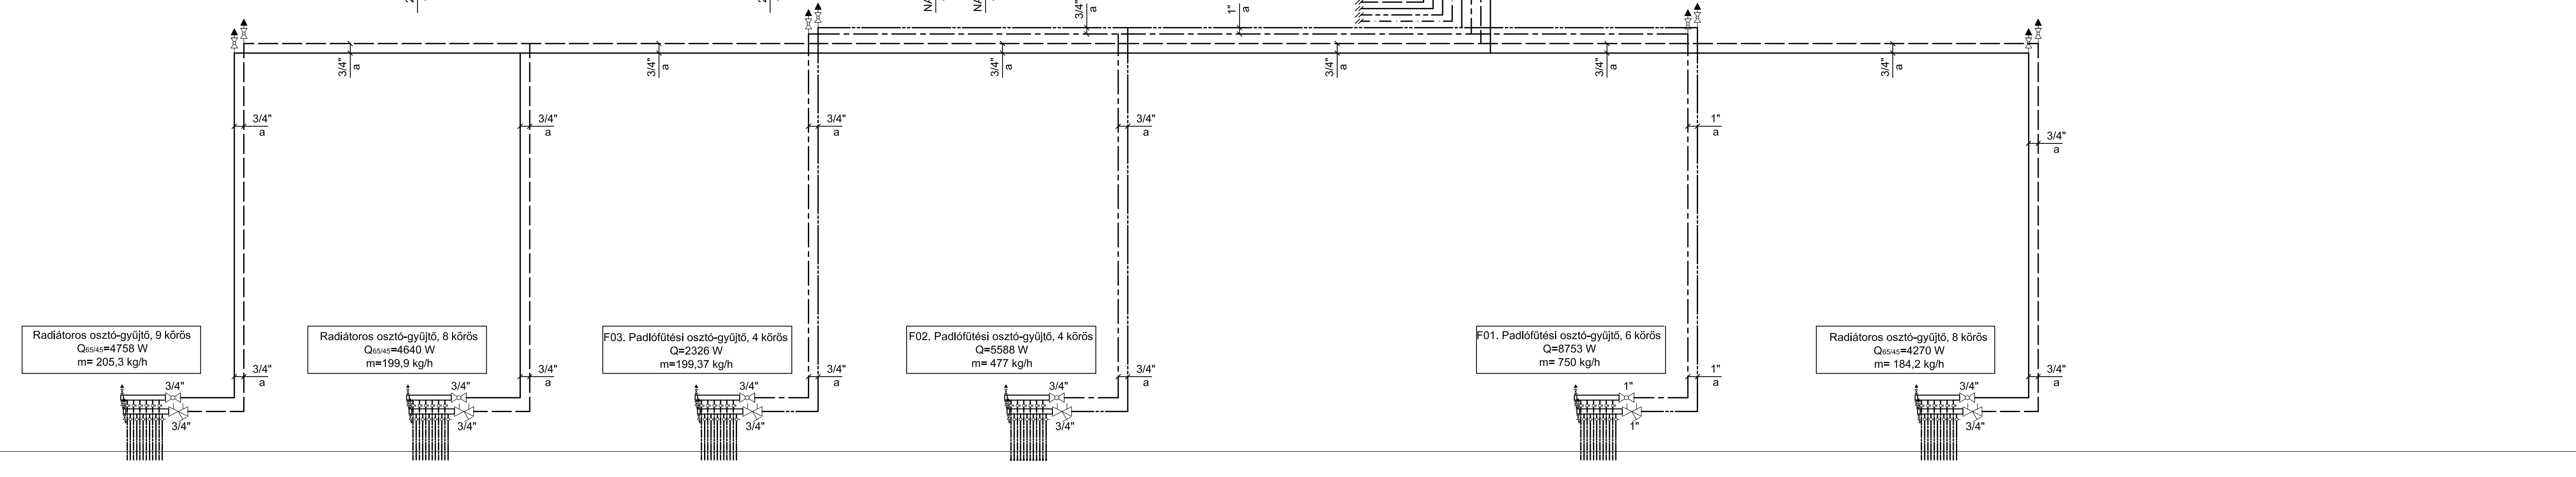 3/4"
a
1"
a
3/4"
a
3/4"
a
3/4"
a
3/4"
a
3/4"
a
3/4"
a
3/4"
a
3/4"
a
3/4"
a
3/4"
a
1"
a
3/4"
a
Radiátoros osztó-gyűjtő, 9 körös
Q65/45=4758 W
m= 205,3 kg/h
Radiátoros osztó-gyűjtő, 8 körös
Q65/45=4640 W
m=199,9 kg/h
F03. Padlófűtési osztó-gyűjtő, 4 körös
Q=2326 W
m=199,37 kg/h
F02. Padlófűtési osztó-gyűjtő, 4 körös
Q=5588 W
m= 477 kg/h
F01. Padlófűtési osztó-gyűjtő, 6 körös
Q=8753 W
m= 750 kg/h
Radiátoros osztó-gyűjtő, 8 körös
Q65/45=4270 W
m= 184,2 kg/h
3/4"
a
3/4"
a
3/4"
a
3/4"
a
1"
a
3/4"
a
3/4"
3/4"
3/4"
3/4"
1"
3/4"
3/4"
3/4"
3/4"
3/4"
1"
3/4"